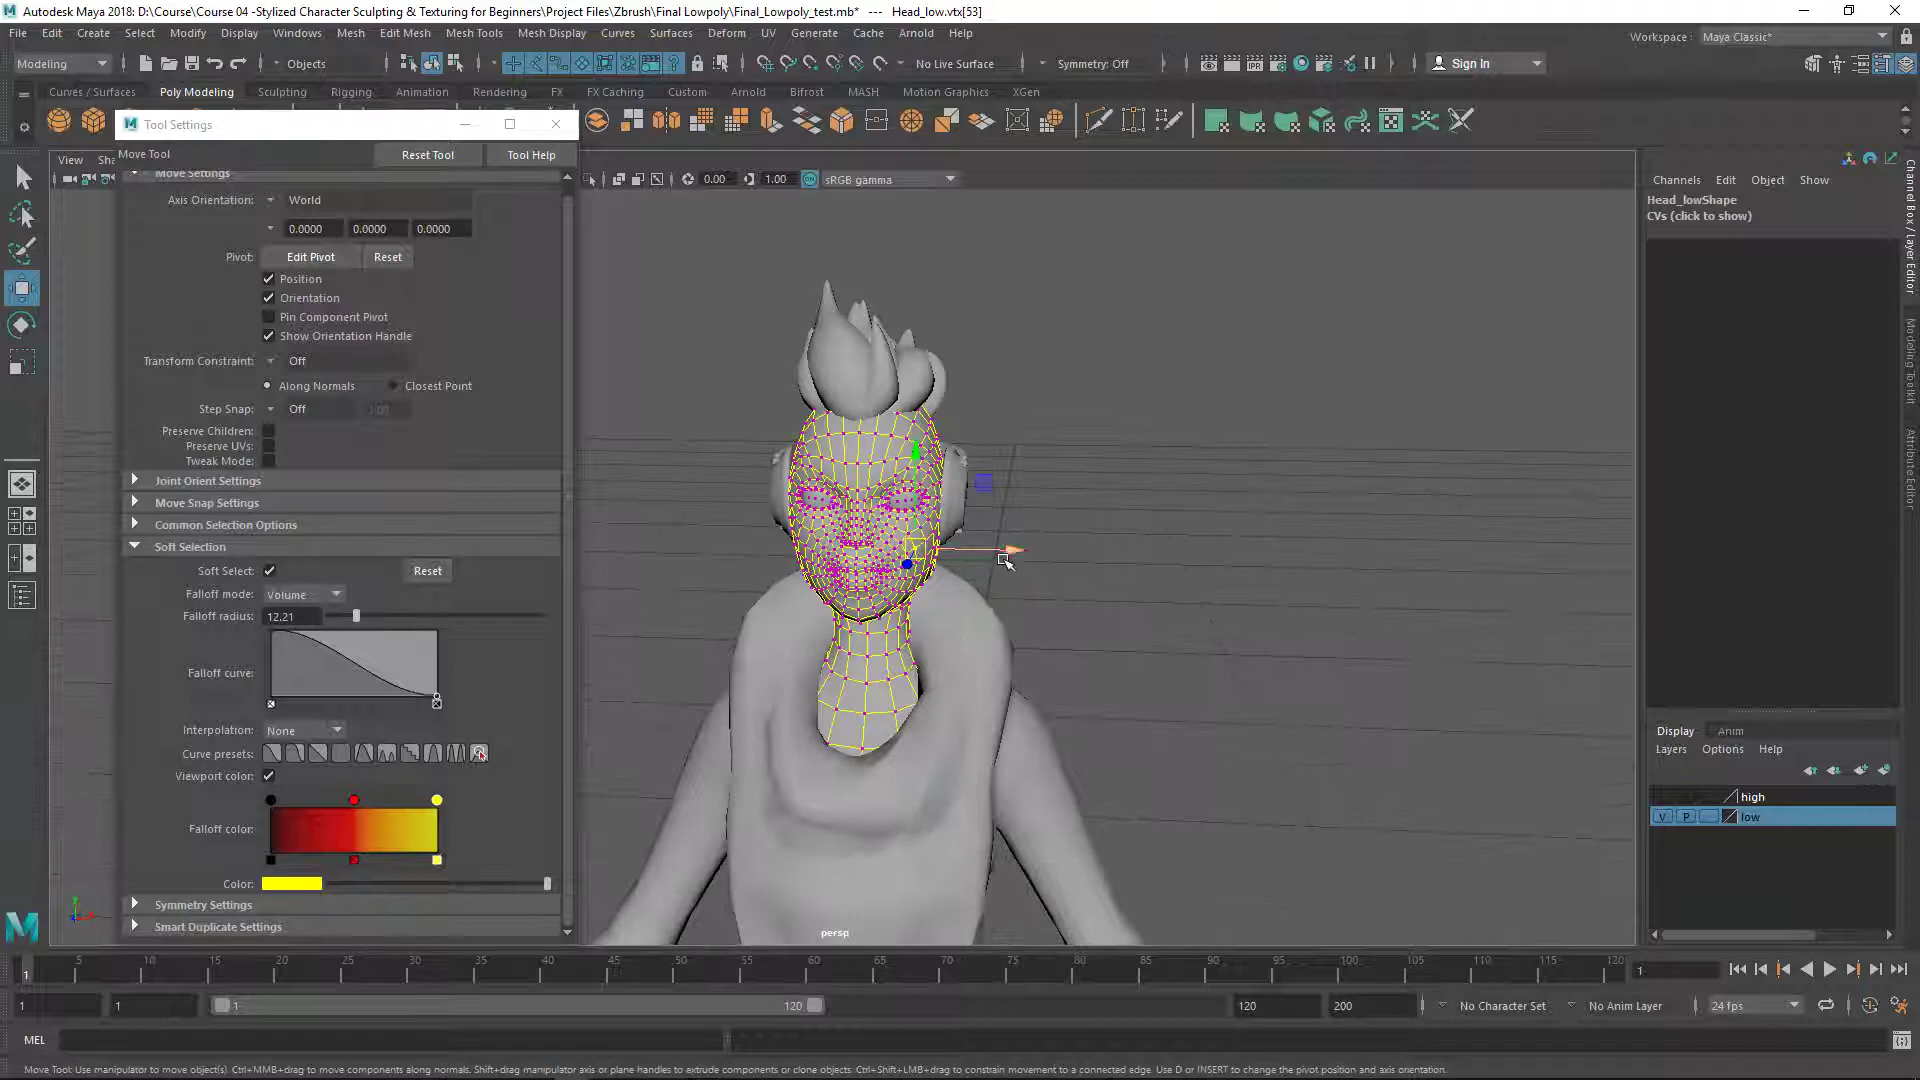 Autodesk Maya 2018: D:\Course\Course 04 -Stylized Character Sculpting & Texturing for Beginners\Project Files\Zbrush\Final Lowpoly\Final_Lowpoly_test.mb*   ---   Head_low.vtx[53]
File Edit Create Select Modify Display Windows Mesh Edit Mesh Mesh Tools Mesh Display Curves Surfaces Deform UV Generate Cache Arnold Help
Workspace: Maya Classic*
Modeling Objects No Live Surface Symmetry: Off Sign In
Curves / Surfaces Poly Modeling Sculpting Rigging Animation Rendering FX FX Caching Custom Arnold Bifrost MASH Motion Graphics XGen
Tool Settings
Move Tool Reset Tool Tool Help
View Sha
Move Settings
0.00 1.00 sRGB gamma
Axis Orientation: World
0.0000 0.0000 0.0000
Pivot: Edit Pivot Reset
Position
Orientation
Pin Component Pivot
Show Orientation Handle
Transform Constraint: Off
Along Normals Closest Point
Step Snap: Off 1.00
Preserve Children:
Preserve UVs:
Tweak Mode:
Joint Orient Settings
Move Snap Settings
Common Selection Options
Soft Selection
Soft Select: Reset
Falloff mode: Volume
Falloff radius: 12.21
Falloff curve:
Interpolation: None
Curve presets:
Viewport color:
Falloff color:
Color:
Symmetry Settings
Smart Duplicate Settings
persp
Channels Edit Object Show
Head_lowShape
CVs (click to show)
Channel Box / Layer Editor
Modeling Toolkit
Attribute Editor
Display Anim
Layers Options Help
high
V P low
5 10 15 20 25 30 35 40 45 50 55 60 65 70 75 80 85 90 95 100 105 110 115 120
1 1
1 1 1 120 120 200 No Character Set No Anim Layer 24 fps
MEL
Move Tool: Use manipulator to move object(s). Ctrl+MMB+drag to move components along normals. Shift+drag manipulator axis or plane handles to extrude components or clone objects. Ctrl+Shift+LMB+drag to constrain movement to a connected edge. Use D or INSERT to change the pivot position and axis orientation.